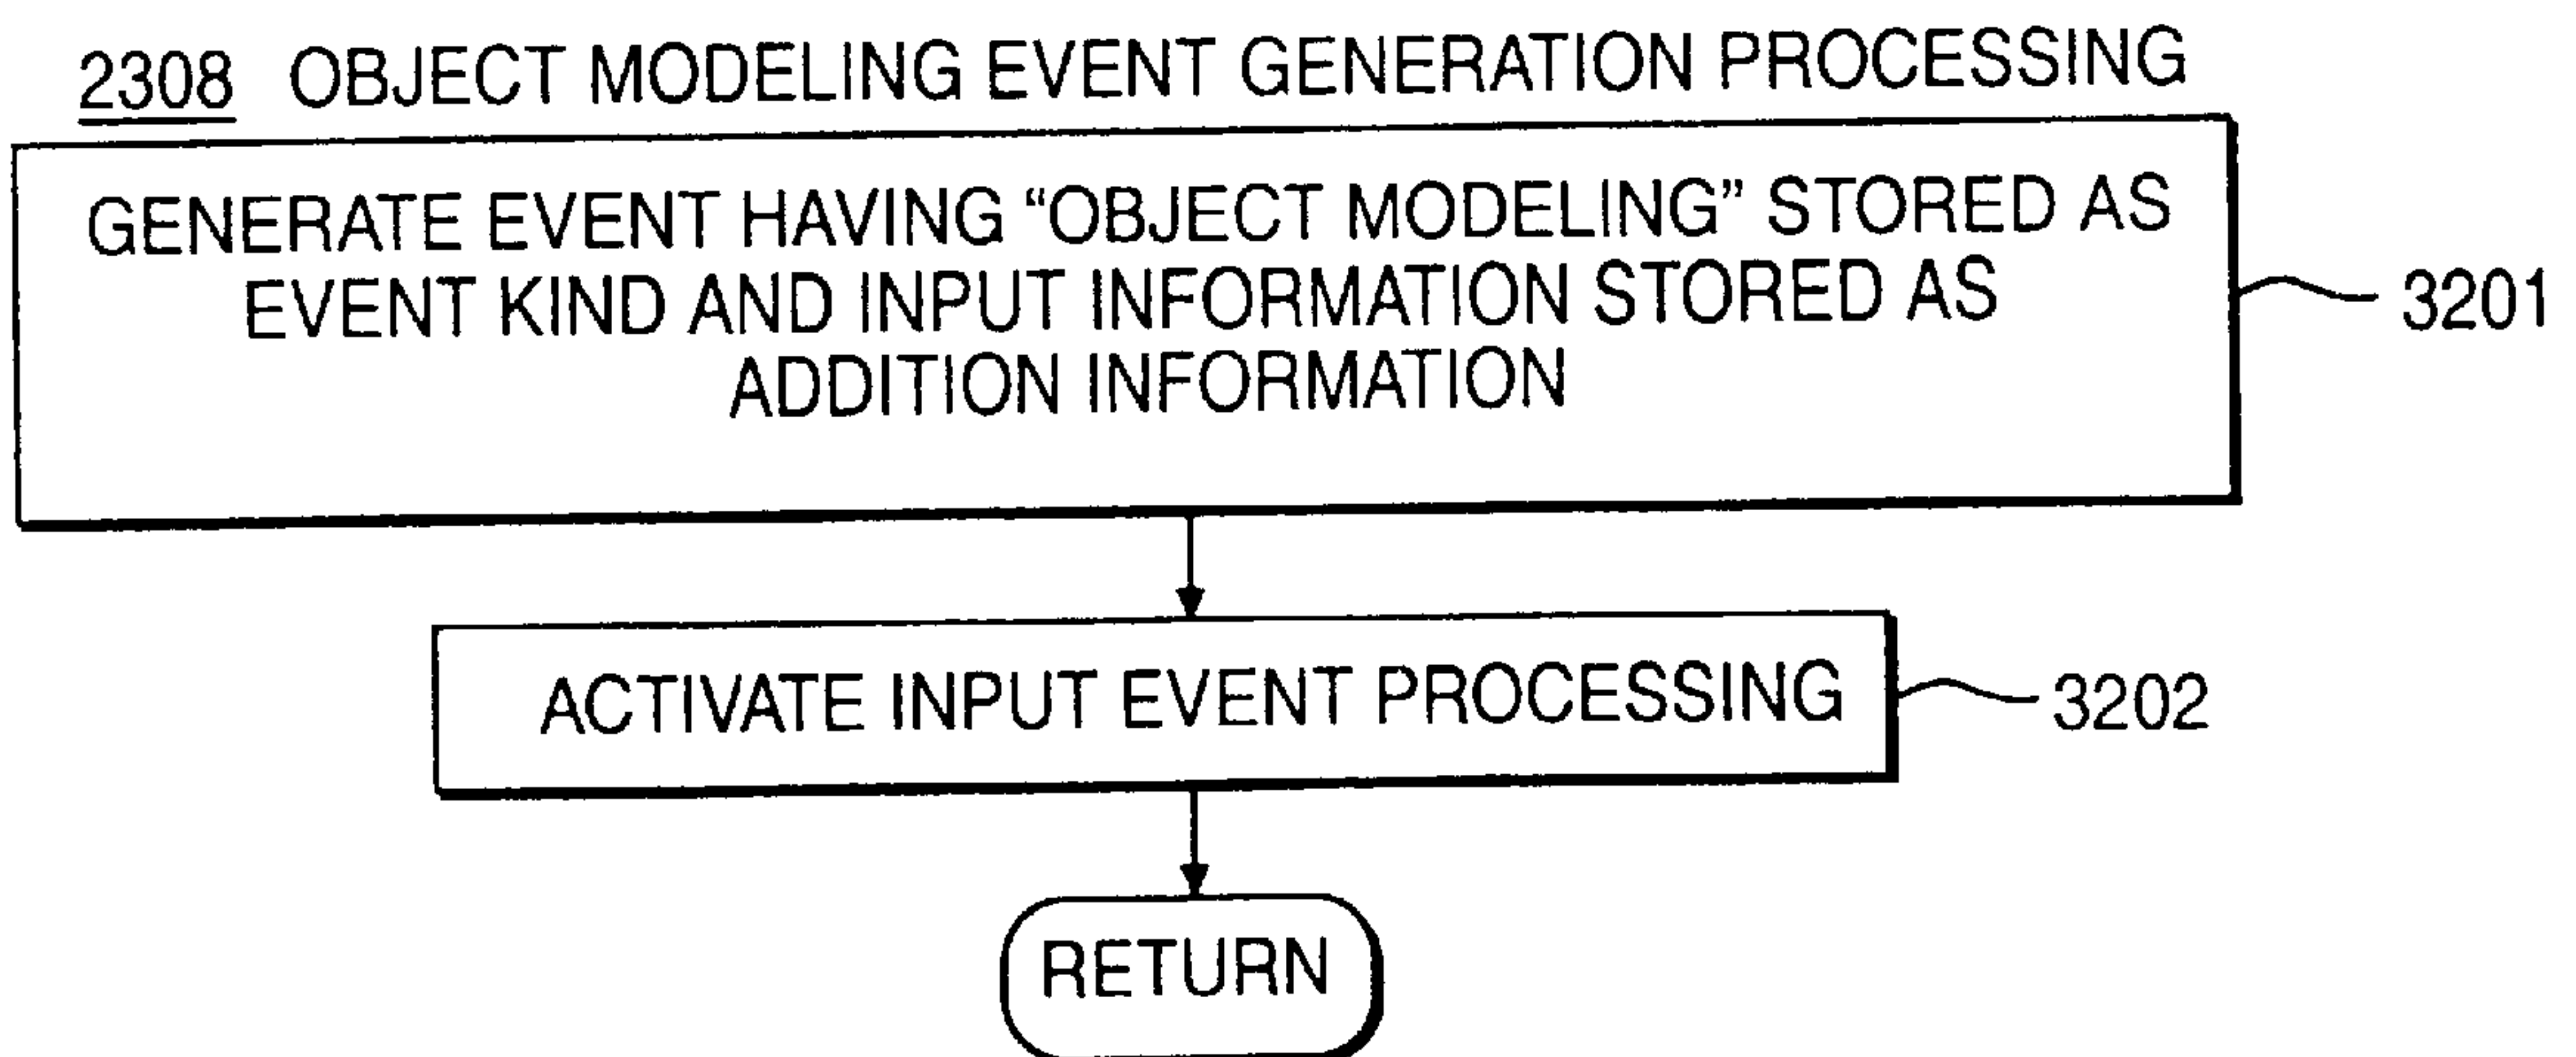 2308 OBJECT MODELING EVENT GENERATION PROCESSING
GENERATE EVENT HAVING “OBJECT MODELING” STORED AS
EVENT KIND AND INPUT INFORMATION STORED AS
ADDITION INFORMATION
3201
ACTIVATE INPUT EVENT PROCESSING
3202
RETURN